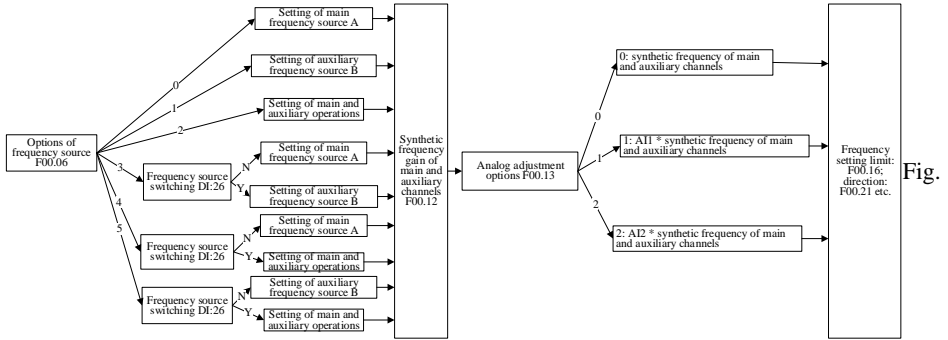 Options of
frequency source
F00.06
0
1
2
3
4
5
Setting of main
frequency source A
Setting of auxiliary
frequency source B
Setting of main and
auxiliary operations
Frequency source
switching DI:26
N
Y
Setting of main
frequency source A
Setting of auxiliary
frequency source B
Frequency source
switching DI:26
N
Y
Setting of main
frequency source A
Setting of main and
auxiliary operations
Frequency source
switching DI:26
N
Y
Setting of auxiliary
frequency source B
Setting of main and
auxiliary operations
Synthetic
frequency
gain of
main and
auxiliary
channels
F00.12
Analog adjustment
options F00.13
0
1
2
0: synthetic frequency of main
and auxiliary channels
1: AI1 * synthetic frequency of main
and auxiliary channels
2: AI2 * synthetic frequency of main
and auxiliary channels
Frequency
setting limit:
F00.16;
direction:
F00.21 etc.
Fig.